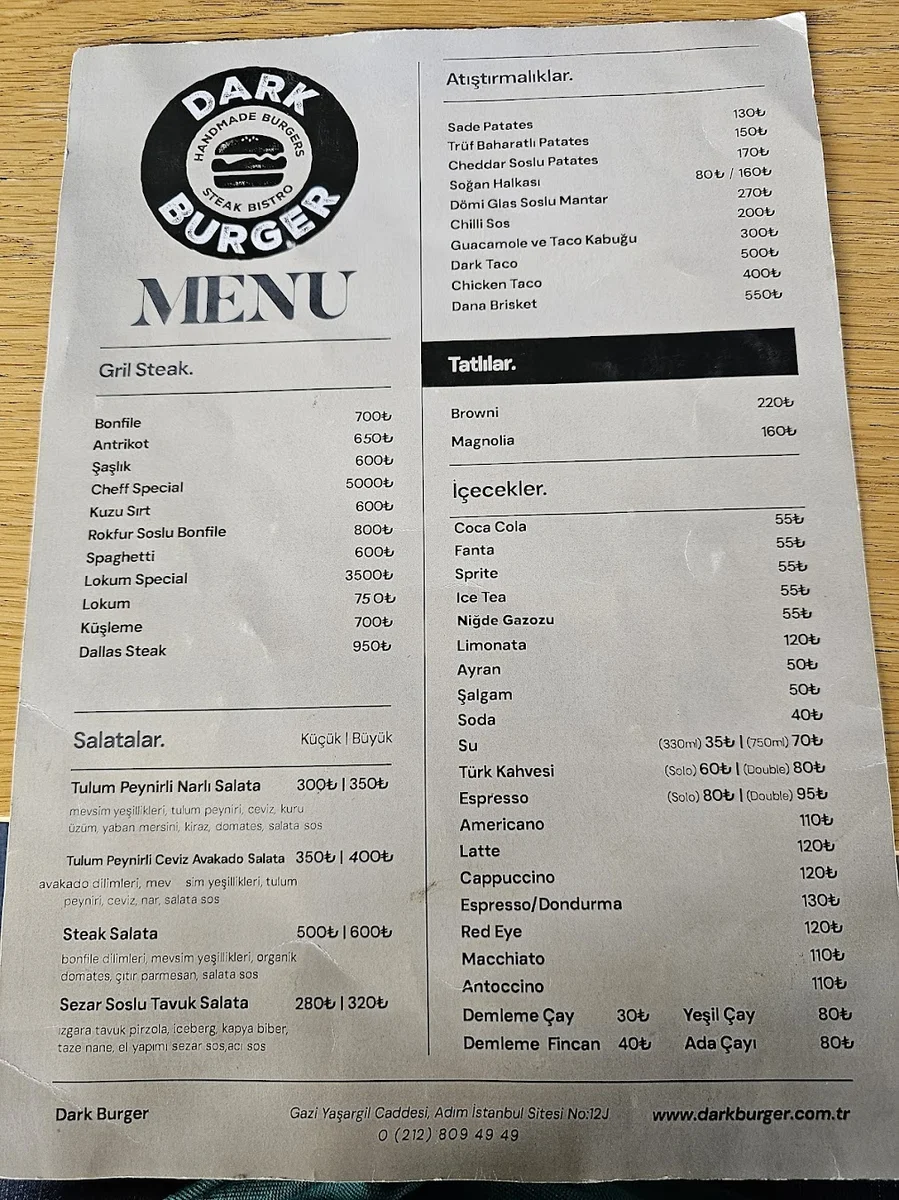 DARK
HANDMADE BURGERS
STEAK BISTRO
BURGER
MENU
Gril Steak.
Bonfile 700₺
Antrikot 650₺
Şaşlık 600₺
Cheff Special 5000₺
Kuzu Sırt 600₺
Rokfur Soslu Bonfile 800₺
Spaghetti 600₺
Lokum Special 3500₺
Lokum 750₺
Küşleme 700₺
Dallas Steak 950₺
Salatalar. Küçük | Büyük
Tulum Peynirli Narlı Salata 300₺ | 350₺
mevsim yeşillikleri, tulum peyniri, ceviz, kuru
üzüm, yaban mersini, kiraz, domates, salata sos
Tulum Peynirli Ceviz Avakado Salata 350₺ | 400₺
avakado dilimleri, mev sim yeşillikleri, tulum
peyniri, ceviz, nar, salata sos
Steak Salata 500₺ | 600₺
bonfile dilimleri, mevsim yeşillikleri, organik
domates, çıtır parmesan, salata sos
Sezar Soslu Tavuk Salata 280₺ | 320₺
ızgara tavuk pirzola, iceberg, kapya biber,
taze nane, el yapımı sezar sos,acı sos
Atıştırmalıklar.
Sade Patates 130₺
Trüf Baharatlı Patates 150₺
Cheddar Soslu Patates 170₺
Soğan Halkası 80₺ / 160₺
Dömi Glas Soslu Mantar 270₺
Chilli Sos 200₺
Guacamole ve Taco Kabuğu 300₺
Dark Taco 500₺
Chicken Taco 400₺
Dana Brisket 550₺
Tatlılar.
Browni 220₺
Magnolia 160₺
İçecekler.
Coca Cola 55₺
Fanta 55₺
Sprite 55₺
Ice Tea 55₺
Niğde Gazozu 55₺
Limonata 120₺
Ayran 50₺
Şalgam 50₺
Soda 40₺
Su (330ml) 35₺ | (750ml) 70₺
Türk Kahvesi (Solo) 60₺ | (Double) 80₺
Espresso (Solo) 80₺ | (Double) 95₺
Americano 110₺
Latte 120₺
Cappuccino 120₺
Espresso/Dondurma 130₺
Red Eye 120₺
Macchiato 110₺
Antoccino 110₺
Demleme Çay 30₺ Yeşil Çay 80₺
Demleme Fincan 40₺ Ada Çayı 80₺
Dark Burger
Gazi Yaşargil Caddesi, Adım İstanbul Sitesi No:12J
0 (212) 809 49 49
www.darkburger.com.tr